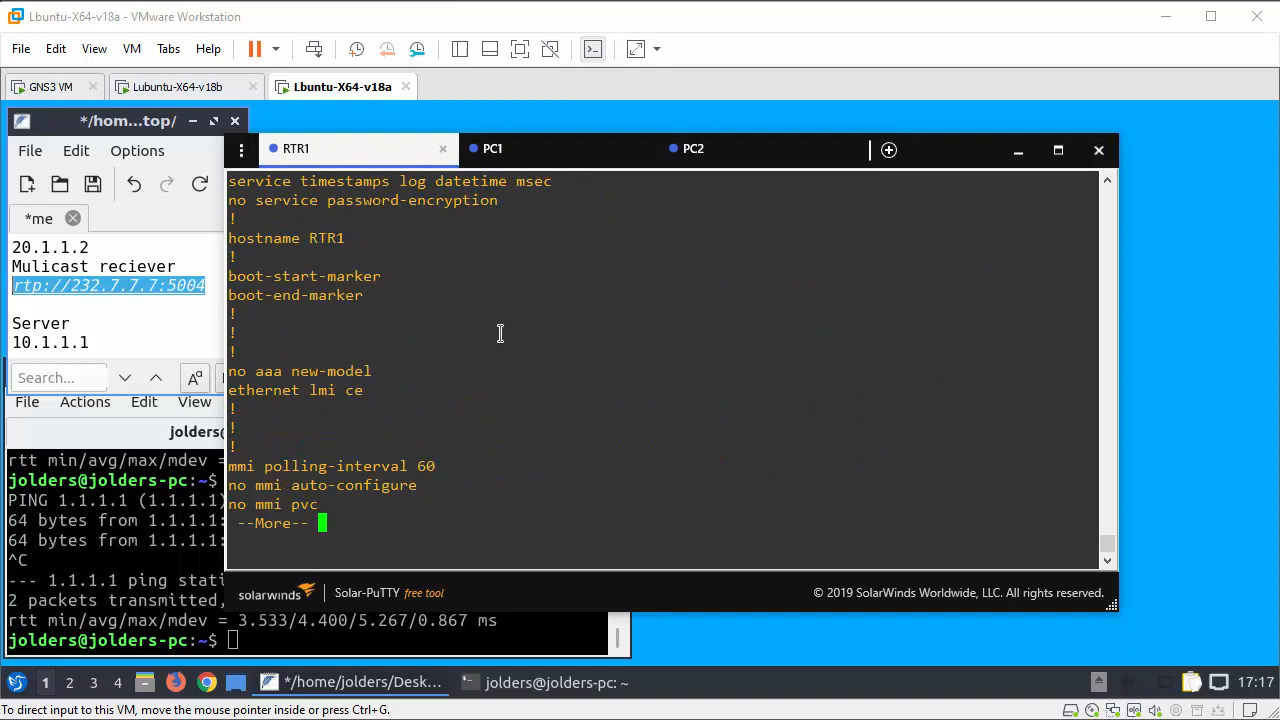 Lbuntu-X64-v18a - VMware Workstation
File Edit View VM Tabs Help
GNS3 VM Lubuntu-X64-v18b Lbuntu-X64-v18a
*/hom...top/
File Edit Options
*me
20.1.1.2
Mulicast reciever
rtp://232.7.7.7:5004
Server
10.1.1.1
Search...
File Actions Edit View
jolders@
rtt min/avg/max/mdev =
jolders@jolders-pc:~$
PING 1.1.1.1 (1.1.1.1)
64 bytes from 1.1.1.1:
64 bytes from 1.1.1.1:
^C
--- 1.1.1.1 ping stati
2 packets transmitted,
rtt min/avg/max/mdev = 3.533/4.400/5.267/0.867 ms
jolders@jolders-pc:~$
RTR1 PC1 PC2
service timestamps log datetime msec
no service password-encryption
!
hostname RTR1
!
boot-start-marker
boot-end-marker
!
!
!
no aaa new-model
ethernet lmi ce
!
!
!
mmi polling-interval 60
no mmi auto-configure
no mmi pvc
--More--
solarwinds Solar-PuTTY free tool © 2019 SolarWinds Worldwide, LLC. All rights reserved.
1 2 3 4 */home/jolders/Desk... jolders@jolders-pc: ~ 17:17
To direct input to this VM, move the mouse pointer inside or press Ctrl+G.